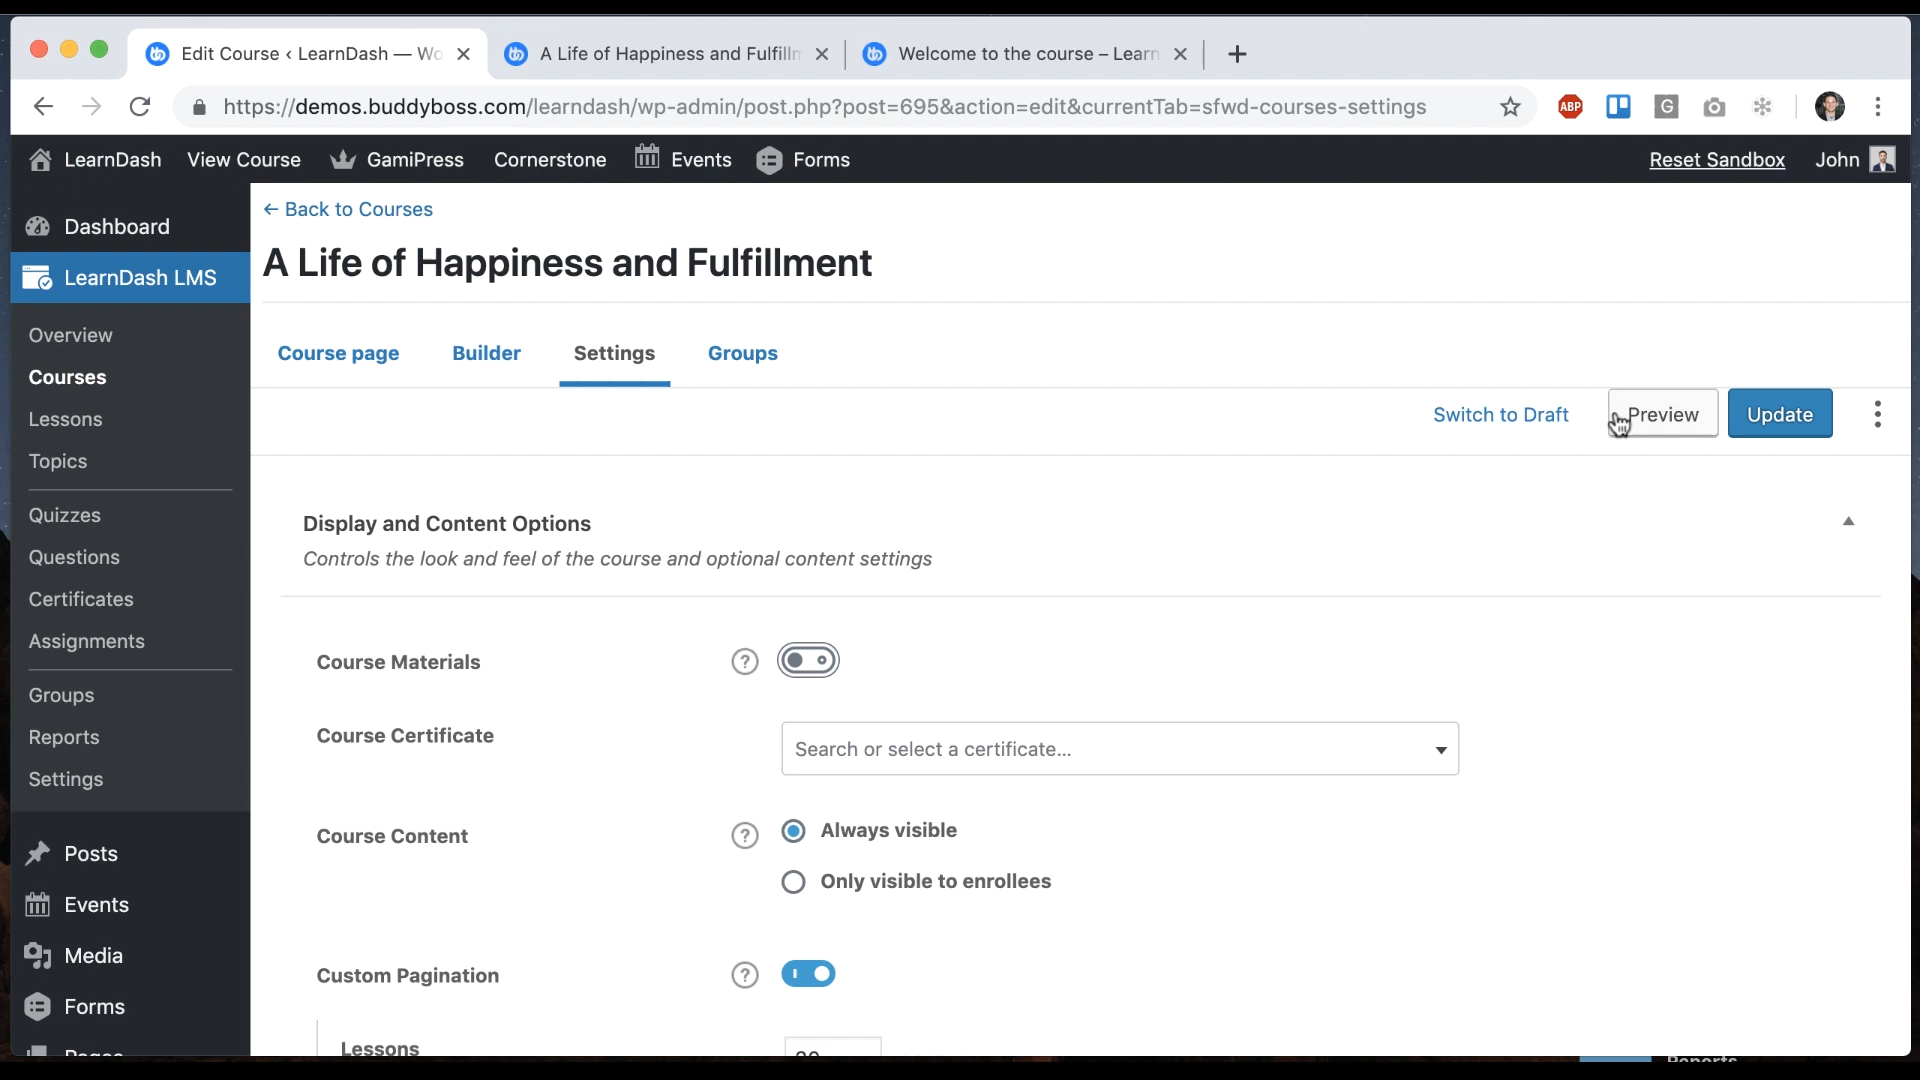 Edit Course ‹ LearnDash — Wo
A Life of Happiness and Fulfillm
Welcome to the course – Learn
https://demos.buddyboss.com/learndash/wp-admin/post.php?post=695&action=edit&currentTab=sfwd-courses-settings
ABP
G
LearnDash
View Course
GamiPress
Cornerstone
Events
Forms
Reset Sandbox
John
Dashboard
LearnDash LMS
Overview
Courses
Lessons
Topics
Quizzes
Questions
Certificates
Assignments
Groups
Reports
Settings
Posts
Events
Media
Forms
← Back to Courses
A Life of Happiness and Fulfillment
Course page
Builder
Settings
Groups
Switch to Draft
Preview
Update
Display and Content Options
Controls the look and feel of the course and optional content settings
Course Materials
?
Course Certificate
Search or select a certificate...
Course Content
?
Always visible
Only visible to enrollees
Custom Pagination
?
Lessons